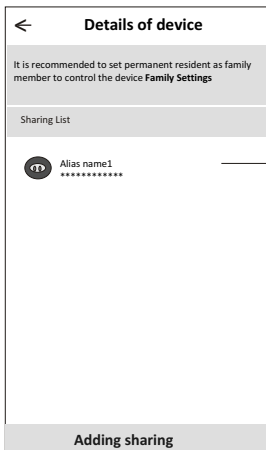 Details of device
It is recommended to set permanent resident as family
member to control the device Family Settings
Sharing List
Alias name1
************
Adding sharing